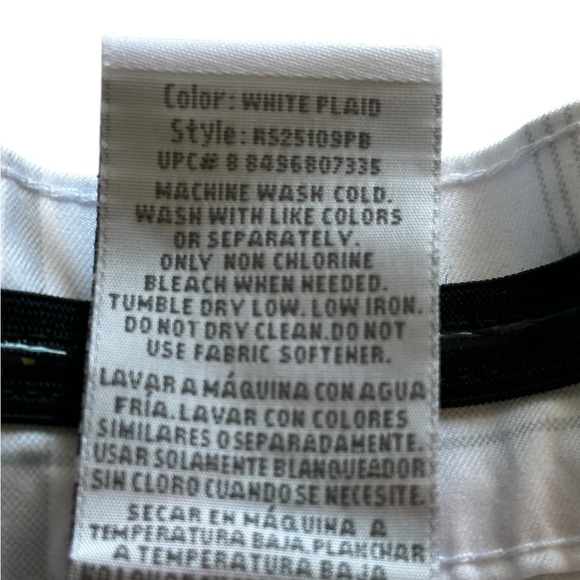 Color: WHITE PLAID
Style: RS25109PB
UPC# 8 8496807335
MACHINE WASH COLD.
WASH WITH LIKE COLORS
OR SEPARATELY.
ONLY NON CHLORINE
BLEACH WHEN NEEDED.
TUMBLE DRY LOW. LOW IRON.
DO NOT DRY CLEAN.DO NOT
USE FABRIC SOFTENER.
LAVAR A MÁQUINA CON AGUA
FRÍA. LAVAR CON COLORES
SIMILARES O SEPARADAMENTE.
USAR SOLAMENTE BLANQUEADOR
SIN CLORO CUANDO SE NECESITE.
SECAR EN MÁQUINA A
TEMPERATURA BAJA. PLANCHAR
A TEMPERATURA BAJA